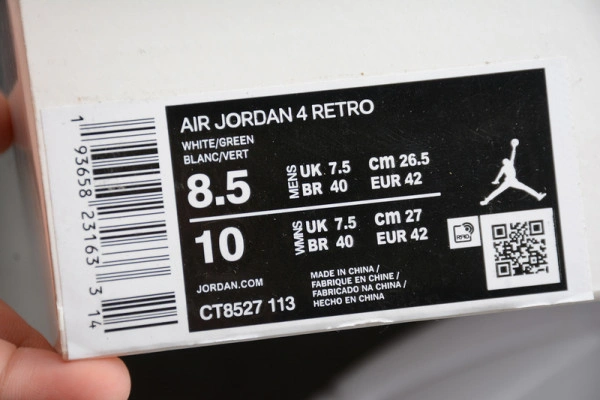 AIR JORDAN 4 RETRO
WHITE/GREEN
BLANC/VERT
8.5
MENS
UK 7.5 cm 26.5
BR 40 EUR 42
10
WMNS
UK 7.5 cm 27
BR 40 EUR 42
JORDAN.COM
CT8527 113
MADE IN CHINA /
FABRIQUE EN CHINE /
FABRICADO NA CHINA /
HECHO EN CHINA
RFID
1 93658 23163 3 14